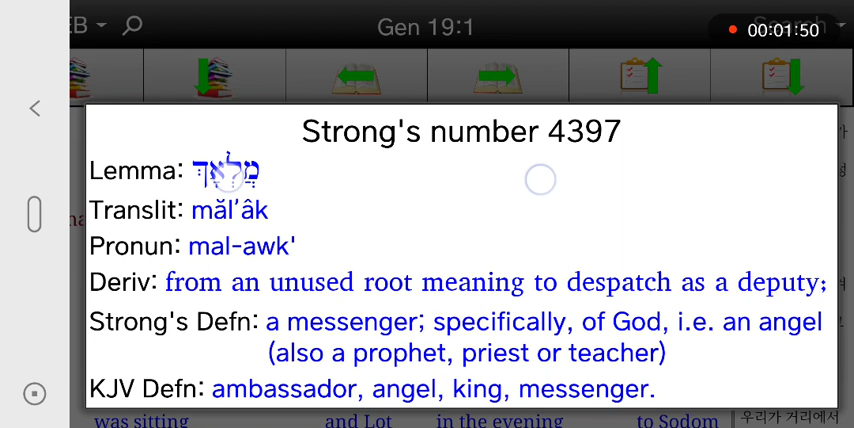 EB
Gen 19:1
Search
00:01:50
Strong's number 4397
Lemma: מֲלְאָךְ
Translit: măl'âk
Pronun: mal-awk'
Deriv: from an unused root meaning to despatch as a deputy;
Strong's Defn: a messenger; specifically, of God, i.e. an angel
(also a prophet, priest or teacher)
KJV Defn: ambassador, angel, king, messenger.
was sitting and Lot in the evening to Sodom
우리가 거리에서